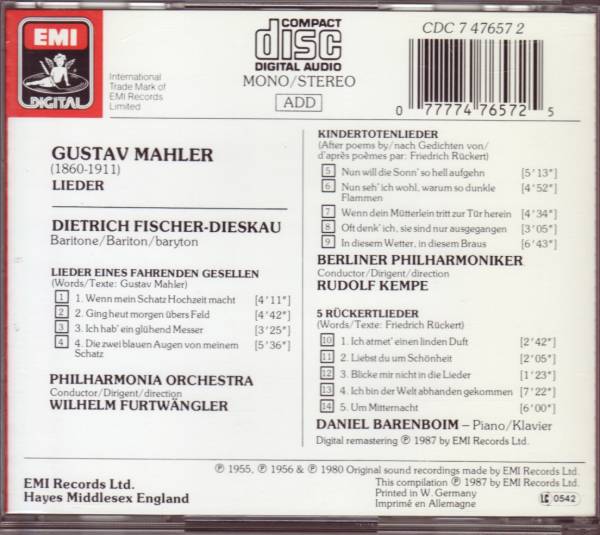 EMI
DIGITAL
International
Trade Mark of
EMI Records
Limited
COMPACT
disc
DIGITAL AUDIO
MONO/STEREO
ADD
CDC 7 47657 2
0 77774 76572 5
GUSTAV MAHLER
(1860-1911)
LIEDER
DIETRICH FISCHER-DIESKAU
Baritone/Bariton/baryton
LIEDER EINES FAHRENDEN GESELLEN
(Words/Texte: Gustav Mahler)
1 1. Wenn mein Schatz Hochzeit macht [4'11"]
2 2. Ging heut morgen übers Feld [4'42"]
3 3. Ich hab' ein glühend Messer [3'25"]
4 4. Die zwei blauen Augen von meinem [5'36"]
Schatz
PHILHARMONIA ORCHESTRA
Conductor/Dirigent/direction
WILHELM FURTWÄNGLER
KINDERTOTENLIEDER
(After poems by/nach Gedichten von/
d'après poèmes par: Friedrich Rückert)
5 Nun will die Sonn' so hell aufgehn [5'13"]
6 Nun seh' ich wohl, warum so dunkle [4'52"]
Flammen
7 Wenn dein Mütterlein tritt zur Tür herein [4'34"]
8 Oft denk' ich, sie sind nur ausgegangen [3'05"]
9 In diesem Wetter, in diesem Braus [6'43"]
BERLINER PHILHARMONIKER
Conductor/Dirigent/direction
RUDOLF KEMPE
5 RÜCKERTLIEDER
(Words/Texte: Friedrich Rückert)
10 1. Ich atmet' einen linden Duft [2'42"]
11 2. Liebst du um Schönheit [2'05"]
12 3. Blicke mir nicht in die Lieder [1'23"]
13 4. Ich bin der Welt abhanden gekommen [7'22"]
14 5. Um Mitternacht [6'00"]
DANIEL BARENBOIM – Piano/Klavier
Digital remastering ℗ 1987 by EMI Records Ltd.
℗ 1955, ℗ 1956 & ℗ 1980 Original sound recordings made by EMI Records Ltd.
This compilation ℗ 1987 by EMI Records Ltd.
Printed in W. Germany
Imprimé en Allemagne
LC 0542
EMI Records Ltd.
Hayes Middlesex England